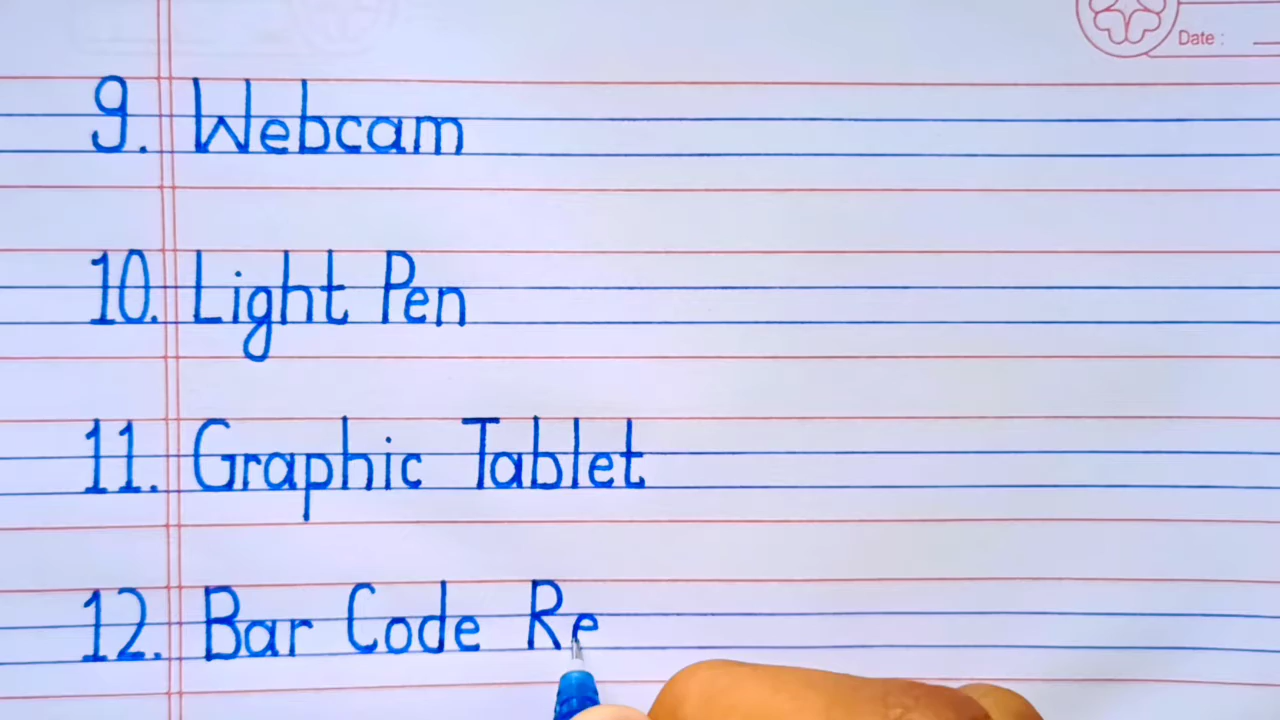 Date :
9. Webcam
10. Light Pen
11. Graphic Tablet
12. Bar Code Re